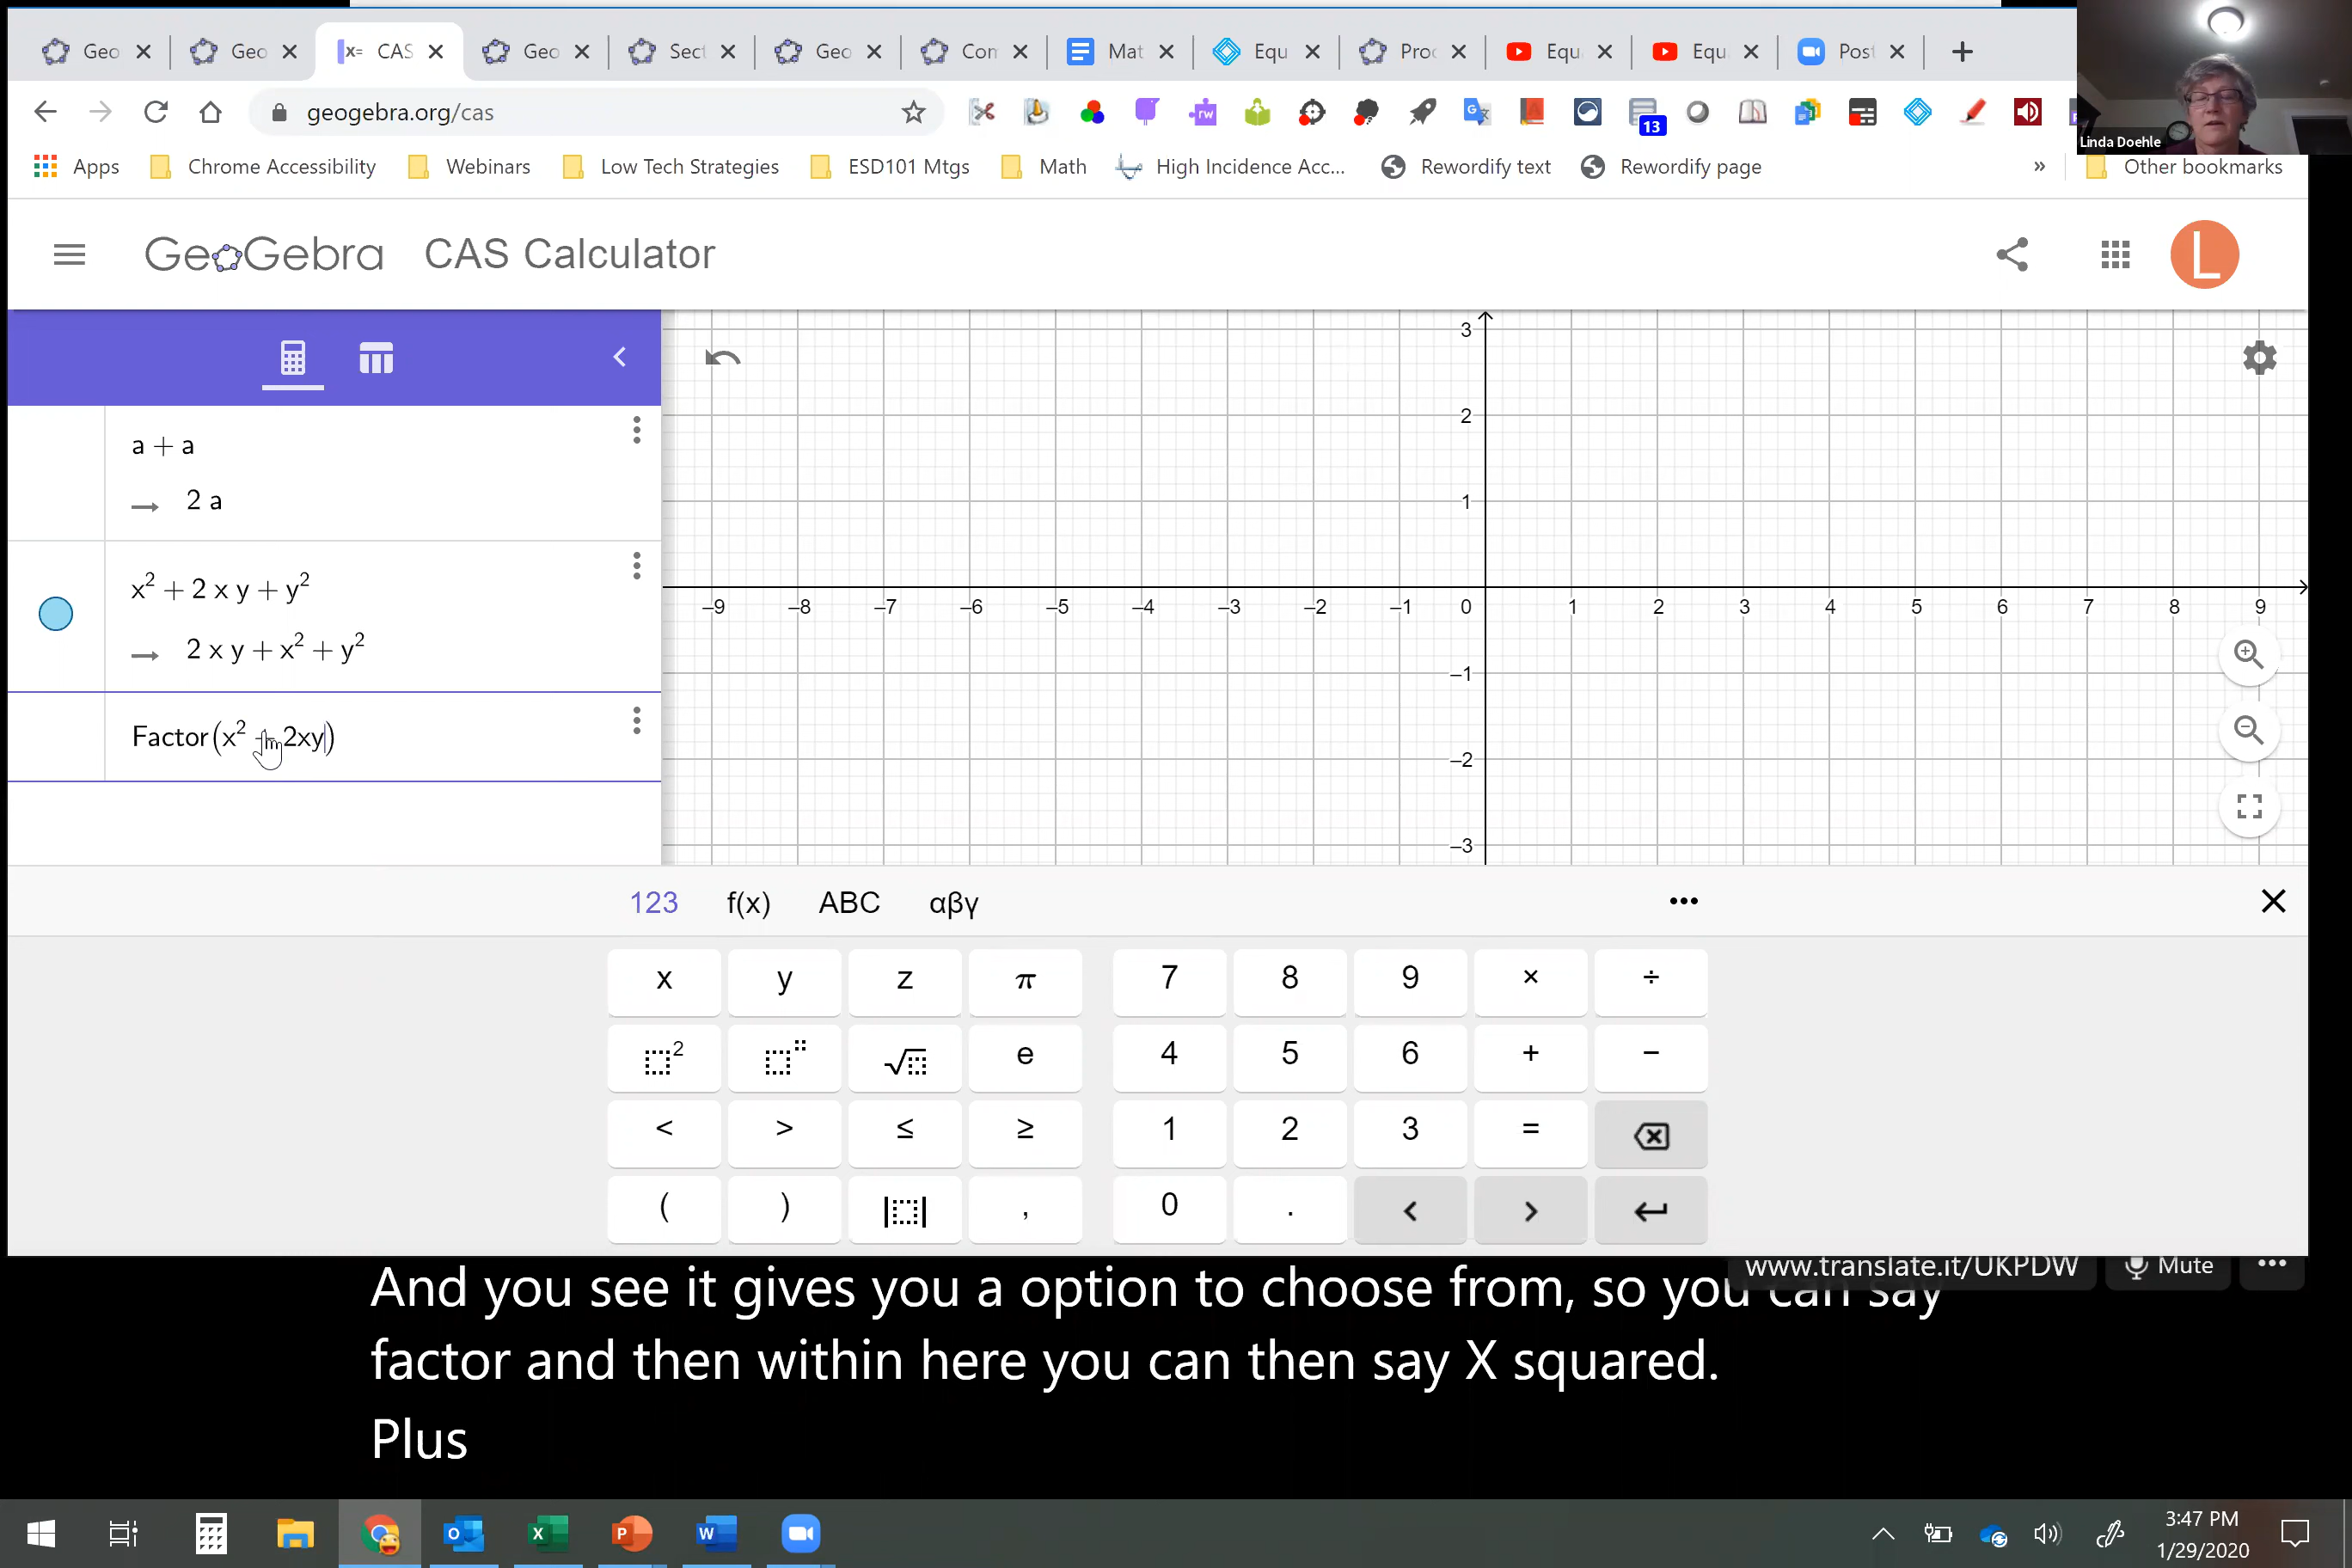 Geo
Geo
CAS
Geo
Sect
Geo
Con
Mat
Equ
Proc
Equ
Equ
Post
geogebra.org/cas
13
Linda Doehle
Apps
Chrome Accessibility
Webinars
Low Tech Strategies
ESD101 Mtgs
Math
High Incidence Acc...
Rewordify text
Rewordify page
»
Other bookmarks
GeoGebra CAS Calculator
L
a + a
→ 2 a
x² + 2 x y + y²
→ 2 x y + x² + y²
Factor(x² + 2xy)
3
2
1
–9 –8 –7 –6 –5 –4 –3 –2 –1 0 1 2 3 4 5 6 7 8 9
–1
–2
–3
123 f(x) ABC αβγ
x y z π 7 8 9 × ÷
2 √ e 4 5 6 + −
< > ≤ ≥ 1 2 3 =
( ) , 0 . < >
www.translate.it/UKPDW
Mute
And you see it gives you a option to choose from, so you can say
factor and then within here you can then say X squared.
Plus
3:47 PM
1/29/2020